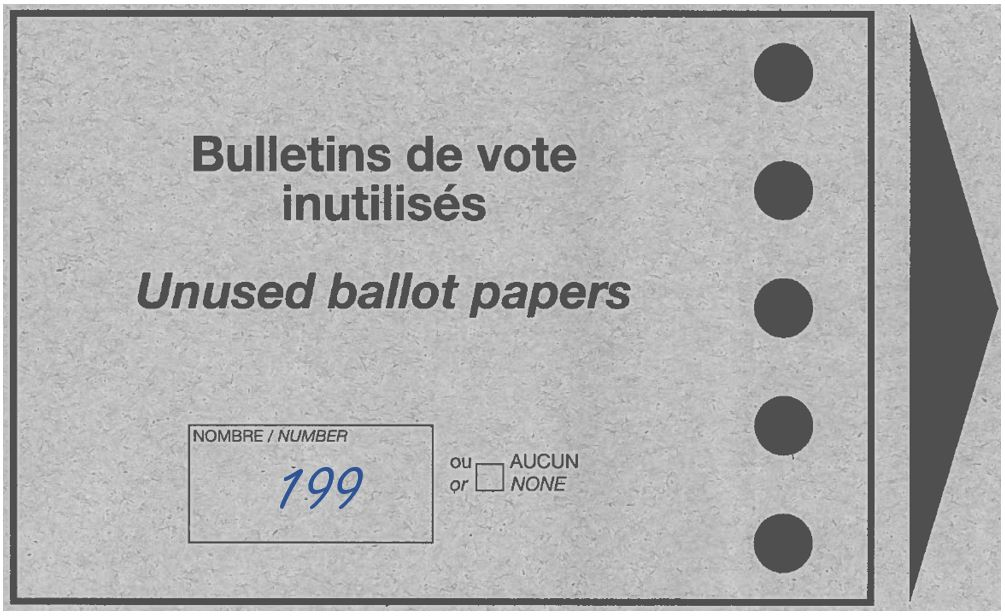 Bulletins de vote
inutilisés
Unused ballot papers
NOMBRE / NUMBER
199
ou
or
AUCUN
NONE